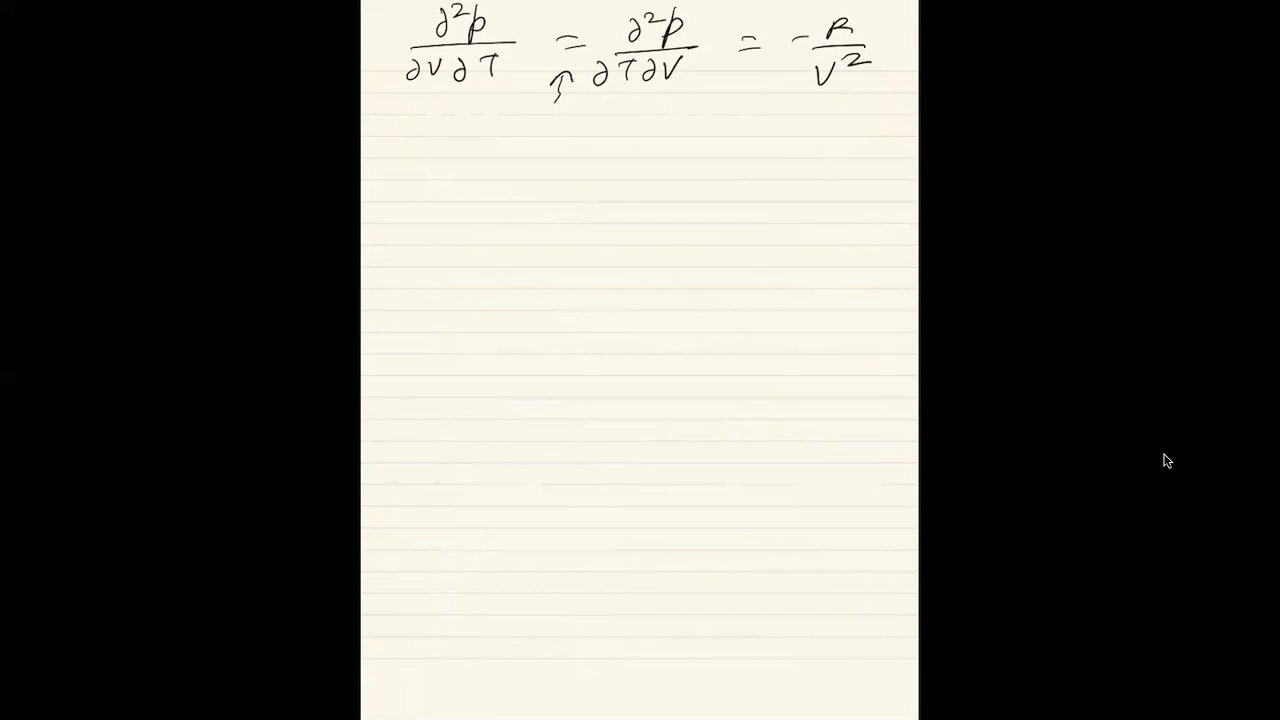 ∂²p/∂V∂T = ∂²p/∂T∂V = -R/V²
↑